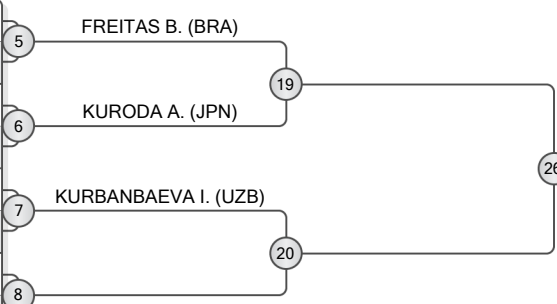 FREITAS B. (BRA)
5
19
KURODA A. (JPN)
6
26
KURBANBAEVA I. (UZB)
7
20
8